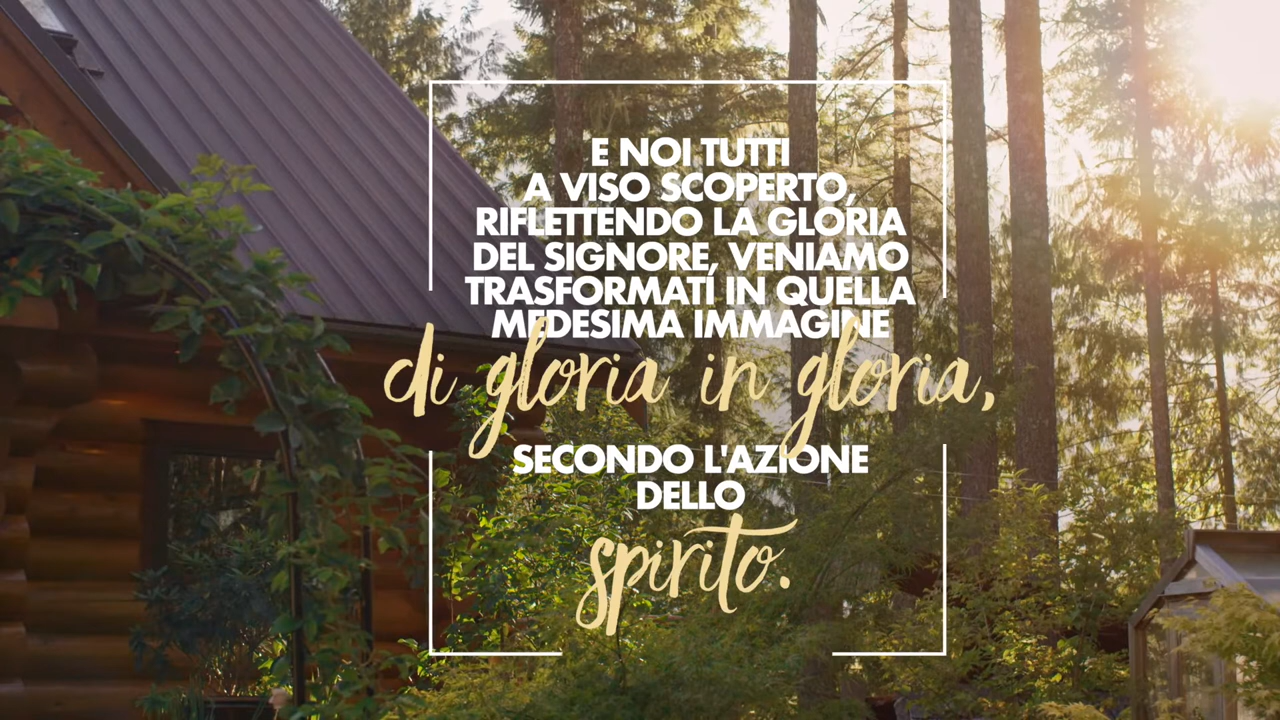 E NOI TUTTI
A VISO SCOPERTO,
RIFLETTENDO LA GLORIA
DEL SIGNORE, VENIAMO
TRASFORMATI IN QUELLA
MEDESIMA IMMAGINE
di gloria in gloria,
SECONDO L'AZIONE
DELLO
spirito.